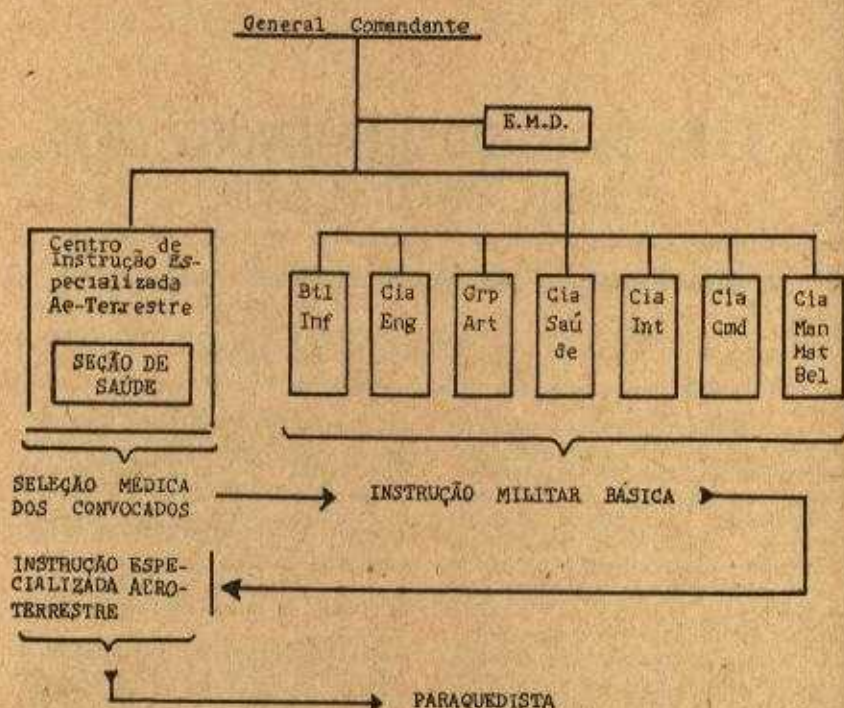 General Comandante
E.M.D.
Centro de
Instrução Es-
pecializada
Ae-Terrestre
SEÇÃO DE
SAÚDE
Btl
Inf
Cia
Eng
Grp
Art
Cia
Saú
de
Cia
Int
Cia
Cmd
Cia
Man
Mat
Bel
SELEÇÃO MÉDICA
DOS CONVOCADOS
INSTRUÇÃO MILITAR BÁSICA
INSTRUÇÃO ESPE-
CIALIZADA AERO-
TERRESTRE
PARAQUEDISTA